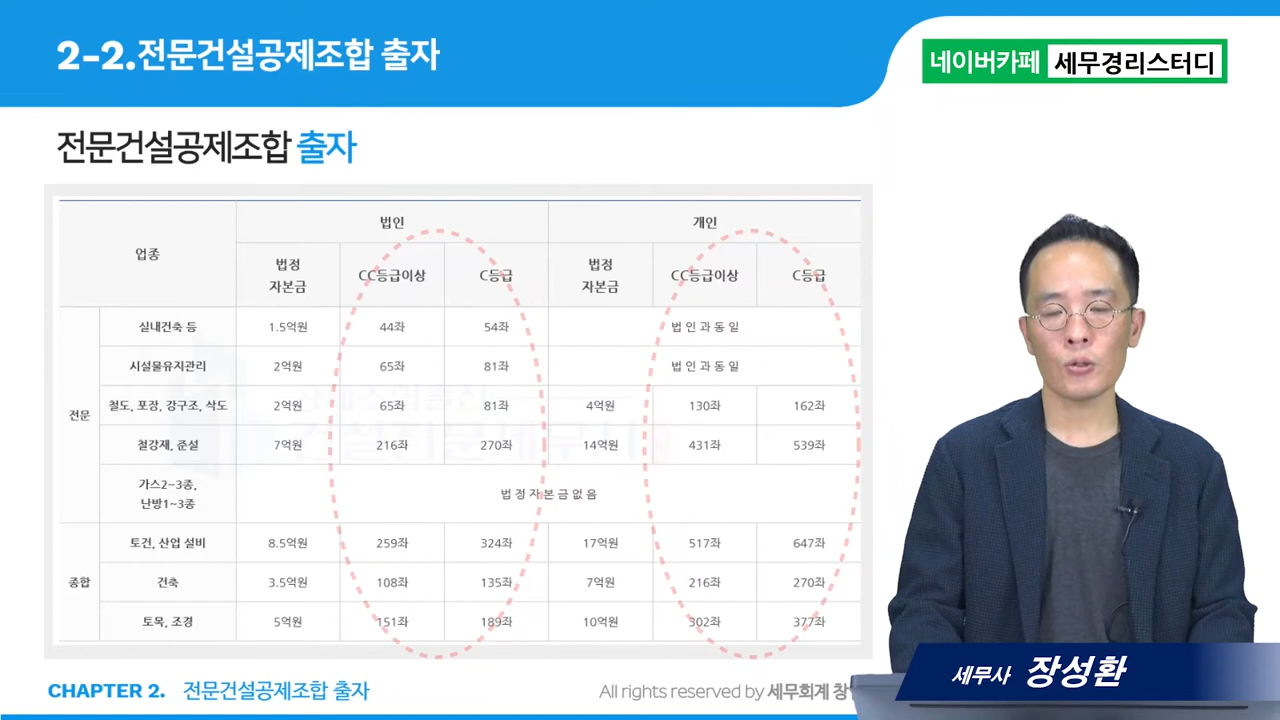 2-2.전문건설공제조합 출자
네이버카페 세무경리스터디
전문건설공제조합 출자
업종 법인 개인
법정 자본금 CC등급이상 C등급 법정 자본금 CC등급이상 C등급
전문
실내건축 등 1.5억원 44좌 54좌 법인과동일
시설물유지관리 2억원 65좌 81좌 법인과동일
철도, 포장, 강구조, 삭도 2억원 65좌 81좌 4억원 130좌 162좌
철강재, 준설 7억원 216좌 270좌 14억원 431좌 539좌
가스2~3종,
난방1~3종
법정자본금없음
종합
토건, 산업 설비 8.5억원 259좌 324좌 17억원 517좌 647좌
건축 3.5억원 108좌 135좌 7억원 216좌 270좌
토목, 조경 5억원 151좌 189좌 10억원 302좌 377좌
세무사 장성환
CHAPTER 2. 전문건설공제조합 출자
All rights reserved by 세무회계 창